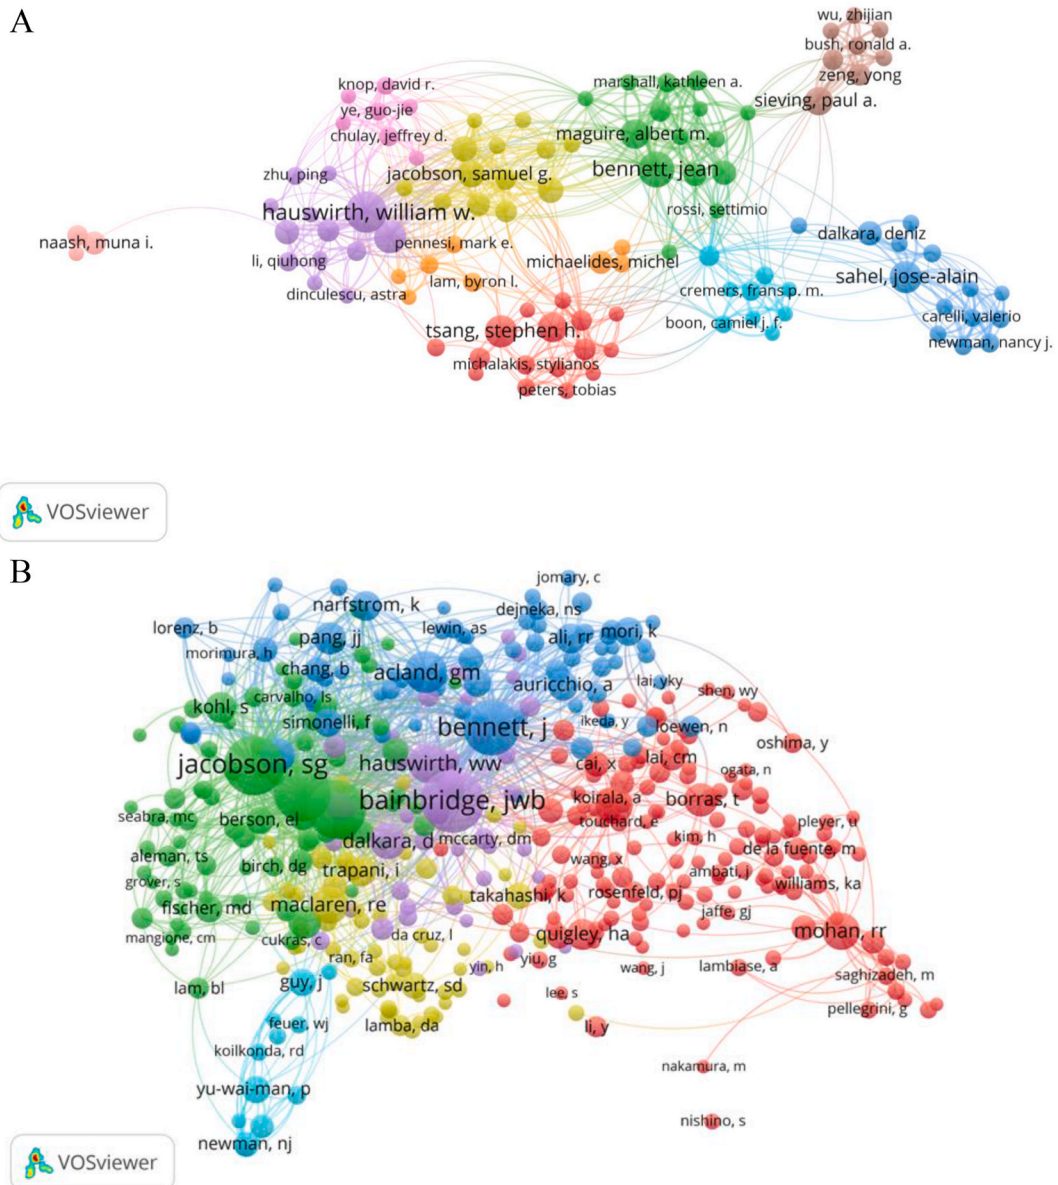 A
wu, zhijian
bush, ronald a.
zeng, yong
sieving, paul a.
knop, david r.
ye, guo-jie
chulay, jeffrey d.
marshall, kathleen a.
maguire, albert m.
bennett, jean
rossi, settimio
zhu, ping
jacobson, samuel g.
hauswirth, william w.
naash, muna i.
li, qiuhong
pennesi, mark e.
dinculescu, astra
lam, byron l.
michaelides, michel
dalkara, deniz
sahel, jose-alain
cremers, frans p. m.
boon, camiel j. f.
carelli, valerio
newman, nancy j.
tsang, stephen h.
michalakis, stylianos
peters, tobias
VOSviewer
B
jomary, c
narfstrom, k
dejneka, ns
lorenz, b
pang, jj
lewin, as
ali, rr
mori, k
morimura, h
chang, b
acland, gm
auricchio, a
lai, yky
shen, wy
kohl, s
carvalho, ls
simonelli, f
bennett, j
ikeda, y
loewen, n
oshima, y
jacobson, sg
hauswirth, ww
cai, x
lai, cm
ogata, n
bainbridge, jwb
koirala, a
borras, t
seabra, mc
berson, el
touchard, e
pleyer, u
dalkara, d
mccarty, dm
kim, h
de la fuente, m
aleman, ts
birch, dg
trapani, i
wang, x
ambati, j
grover, s
takahashi, k
rosenfeld, pj
williams, ka
fischer, md
maclaren, re
jaffe, gj
mangione, cm
cukras, c
da cruz, l
quigley, ha
mohan, rr
ran, fa
yin, h
yiu, g
wang, j
lambiase, a
saghizadeh, m
lam, bl
guy, j
schwartz, sd
lee, s
pellegrini, g
feuer, wj
lamba, da
li, y
koilkonda, rd
nakamura, m
yu-wai-man, p
nishino, s
newman, nj
VOSviewer